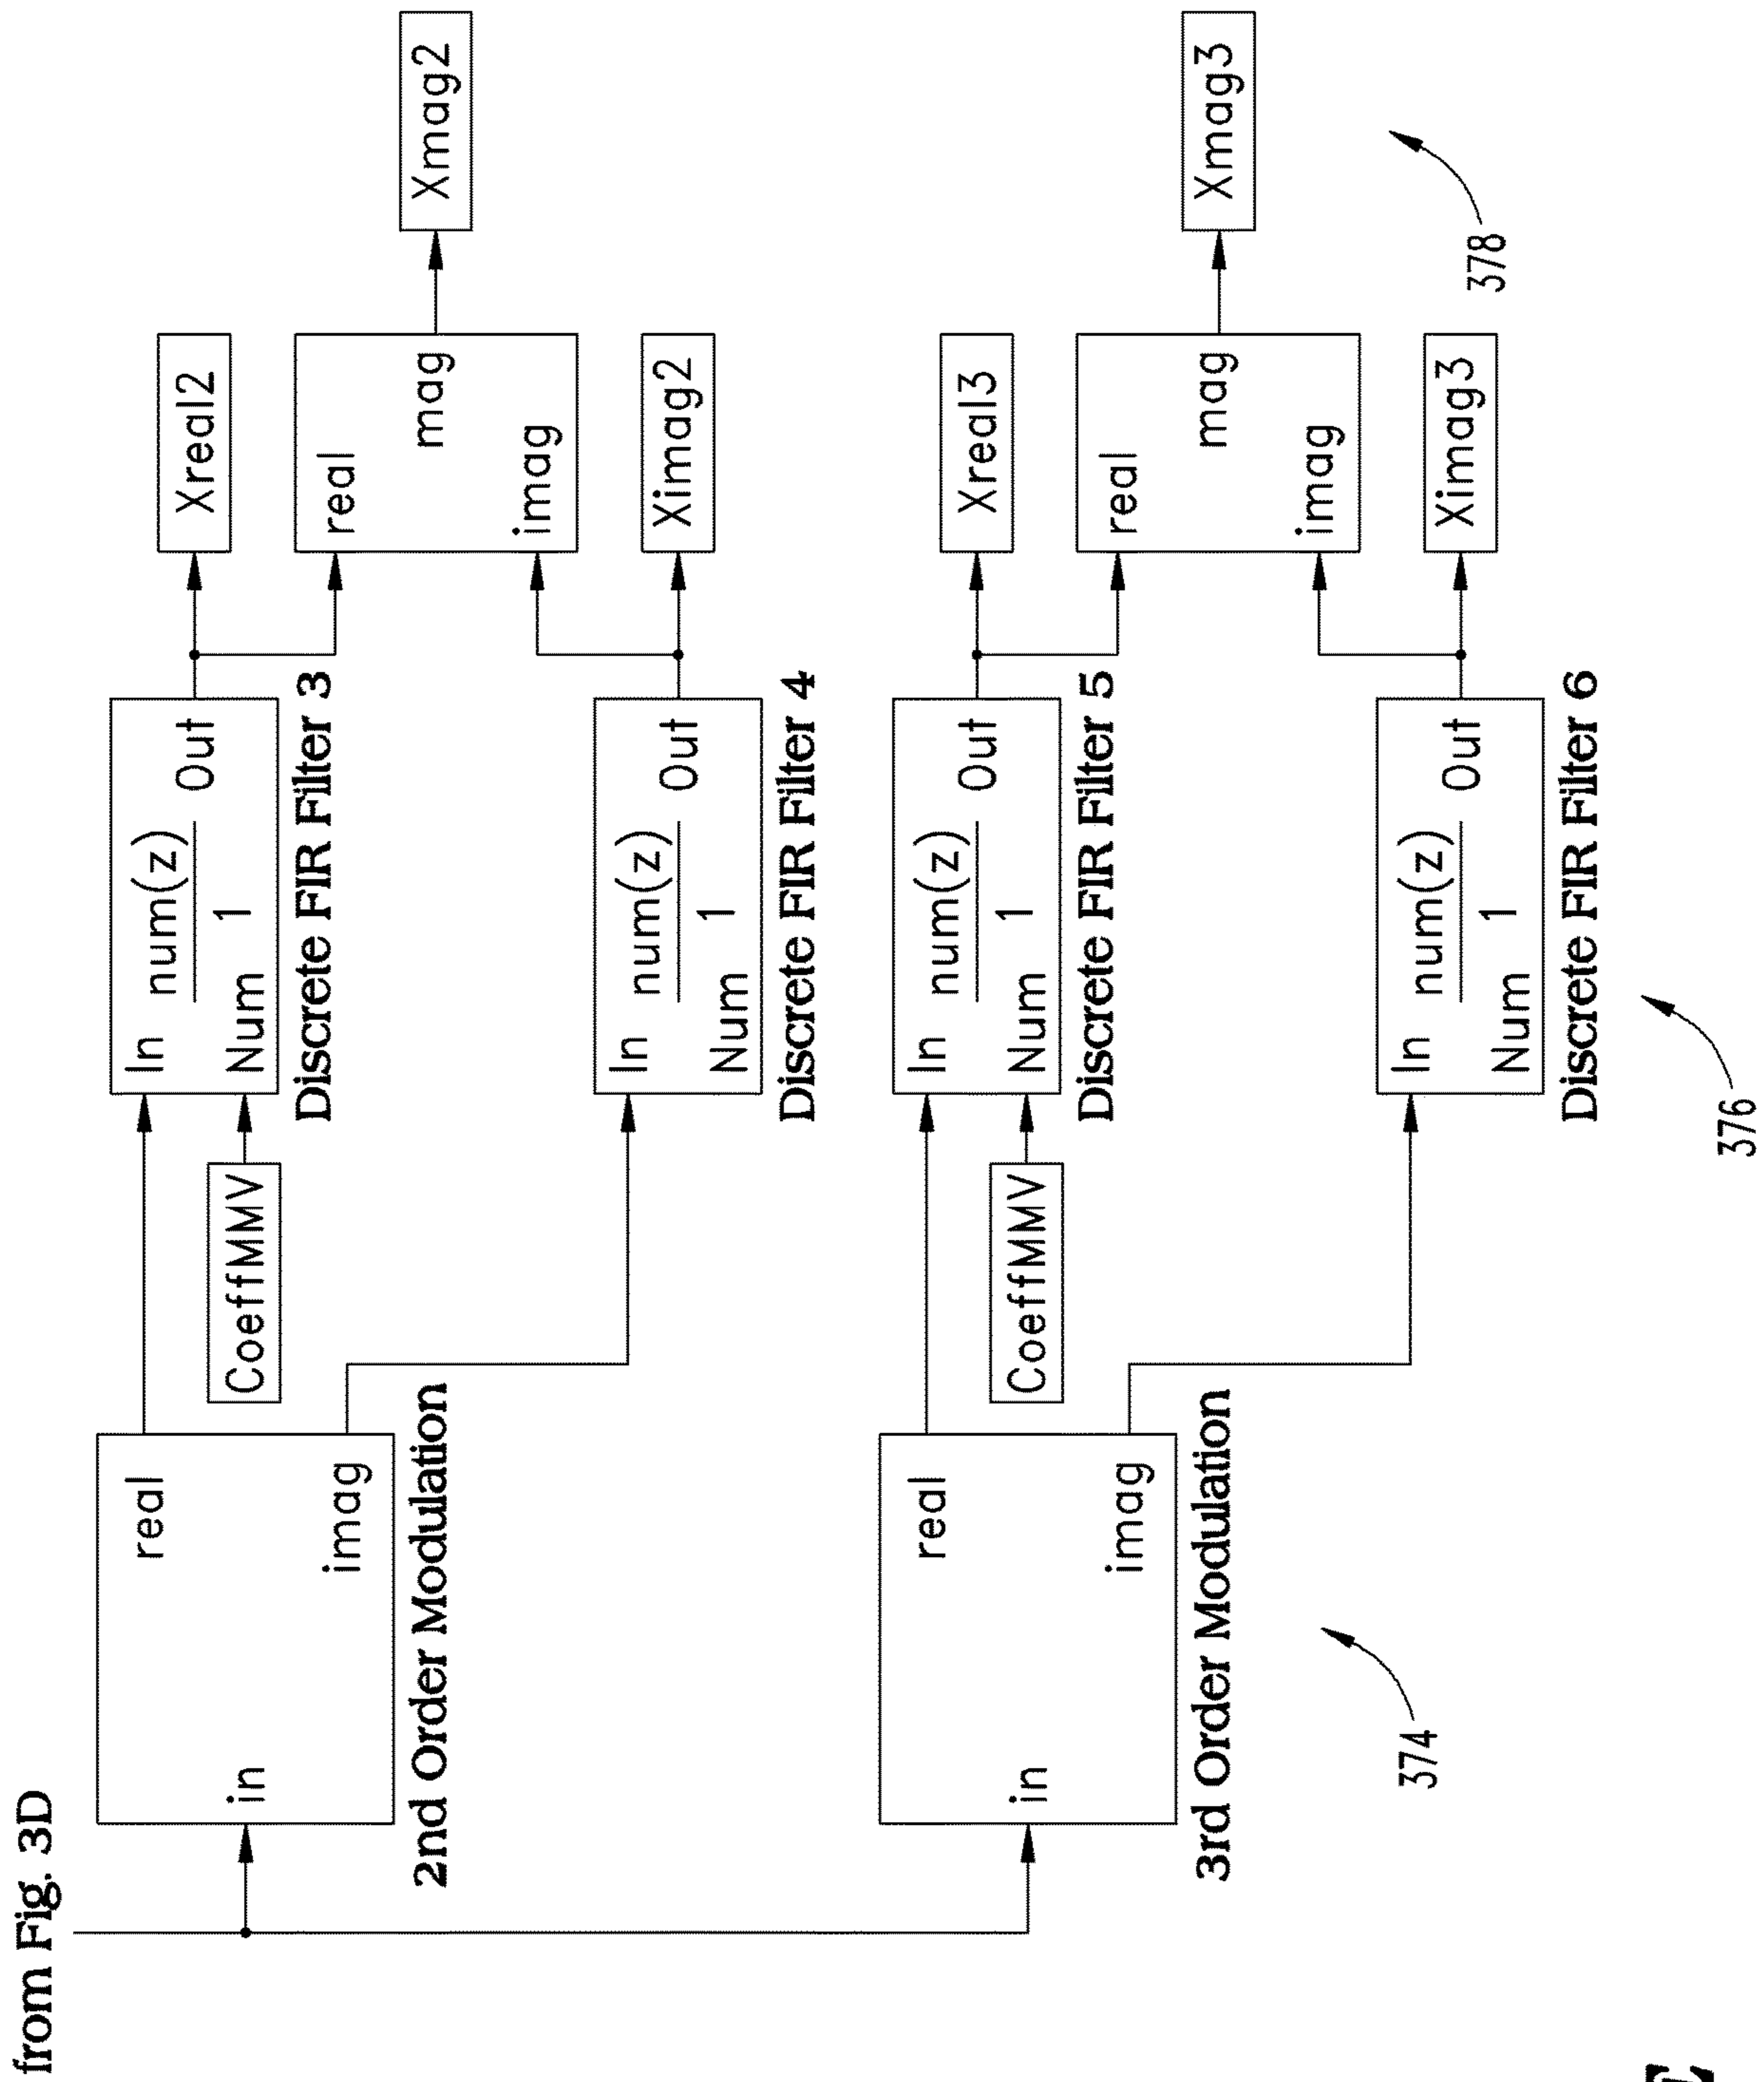 from Fig. 3D
in
real
imag
2nd Order Modulation
CoeffMMV
In
num(z)
1
Num
Out
Discrete FIR Filter 3
In
num(z)
1
Num
Out
Discrete FIR Filter 4
Xreal2
real
mag
imag
Ximag2
Xmag2
in
real
imag
3rd Order Modulation
CoeffMMV
In
num(z)
1
Num
Out
Discrete FIR Filter 5
In
num(z)
1
Num
Out
Discrete FIR Filter 6
Xreal3
real
mag
imag
Ximag3
Xmag3
374
376
378